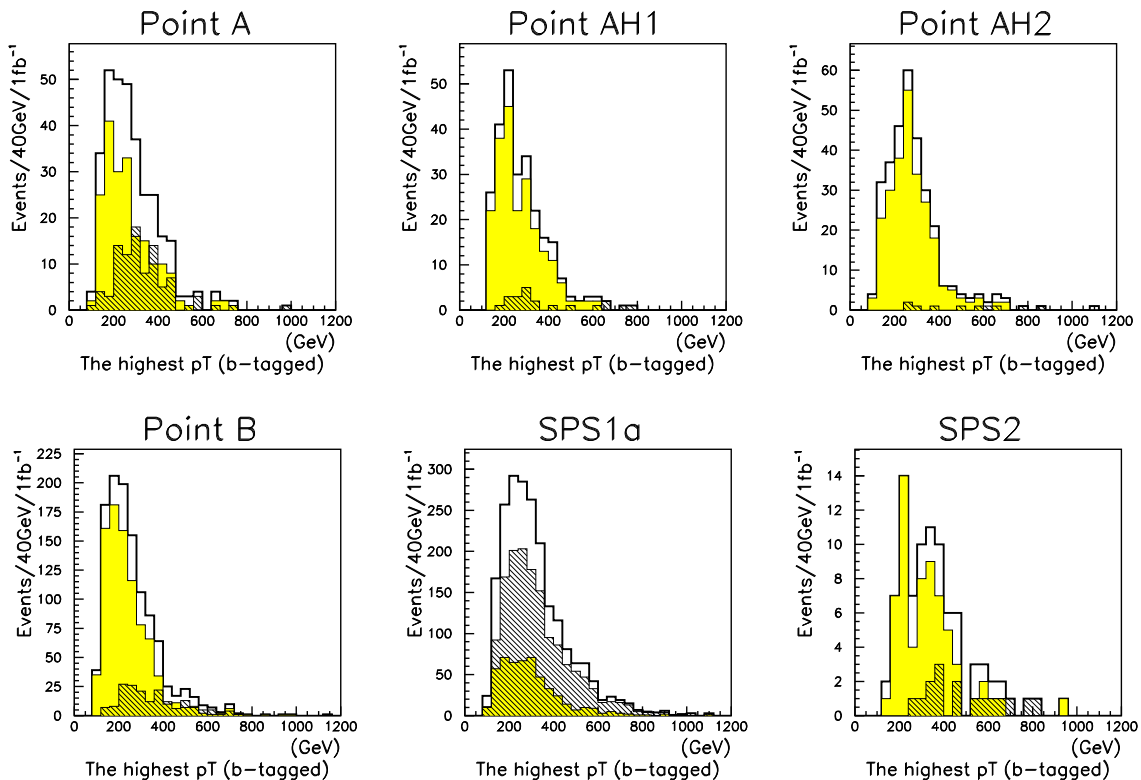 Point A
Events/40GeV/1fb⁻¹
50
40
30
20
10
0
0 200 400 600 800 1000 1200
(GeV)
The highest pT (b-tagged)
Point AH1
Events/40GeV/1fb⁻¹
50
40
30
20
10
0
0 200 400 600 800 1000 1200
(GeV)
The highest pT (b-tagged)
Point AH2
Events/40GeV/1fb⁻¹
60
50
40
30
20
10
0
0 200 400 600 800 1000 1200
(GeV)
The highest pT (b-tagged)
Point B
Events/40GeV/1fb⁻¹
225
200
175
150
125
100
75
50
25
0
0 200 400 600 800 1000 1200
(GeV)
The highest pT (b-tagged)
SPS1a
Events/40GeV/1fb⁻¹
300
250
200
150
100
50
0
0 200 400 600 800 1000 1200
(GeV)
The highest pT (b-tagged)
SPS2
Events/40GeV/1fb⁻¹
14
12
10
8
6
4
2
0
0 200 400 600 800 1000 1200
(GeV)
The highest pT (b-tagged)